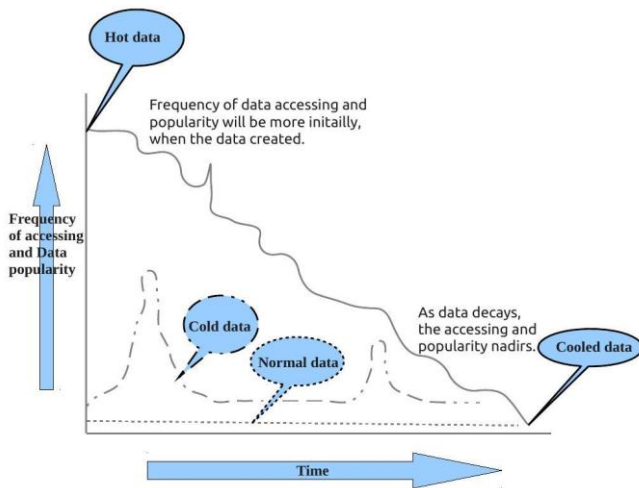 Hot data
Frequency of data accessing and
popularity will be more initailly,
when the data created.
Frequency
of accessing
and Data
popularity
Cold data
Normal data
As data decays,
the accessing and
popularity nadirs.
Cooled data
Time